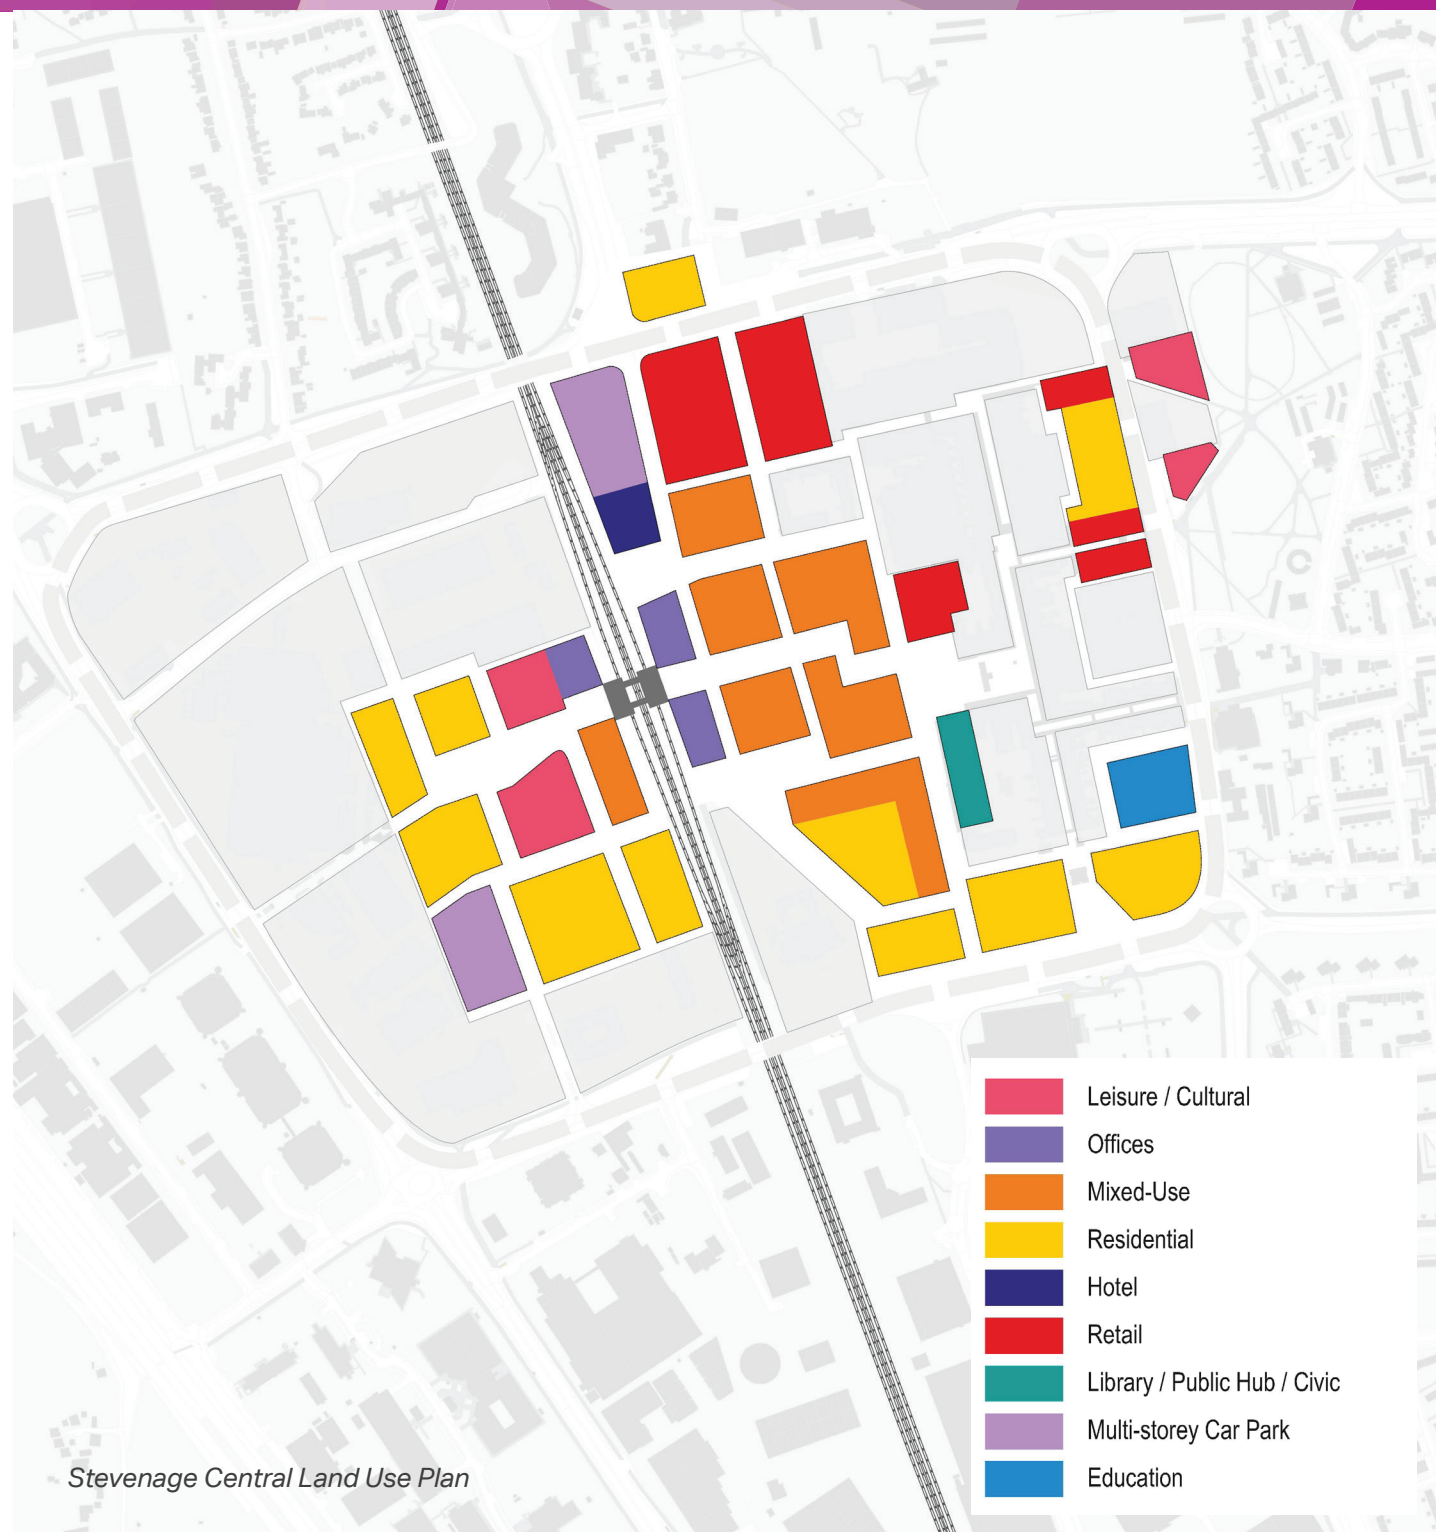 Leisure / Cultural
Offices
Mixed-Use
Residential
Hotel
Retail
Library / Public Hub / Civic
Multi-storey Car Park
Education
Stevenage Central Land Use Plan